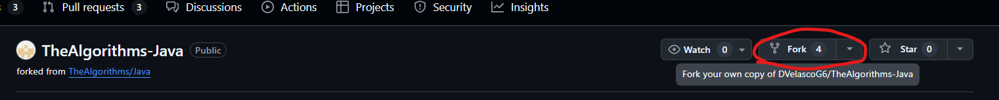 3 Pull requests 3 Discussions Actions Projects Security Insights
TheAlgorithms-Java Public Watch 0 Fork 4 Star 0
forked from TheAlgorithms/Java
Fork your own copy of DVelascoG6/TheAlgorithms-Java